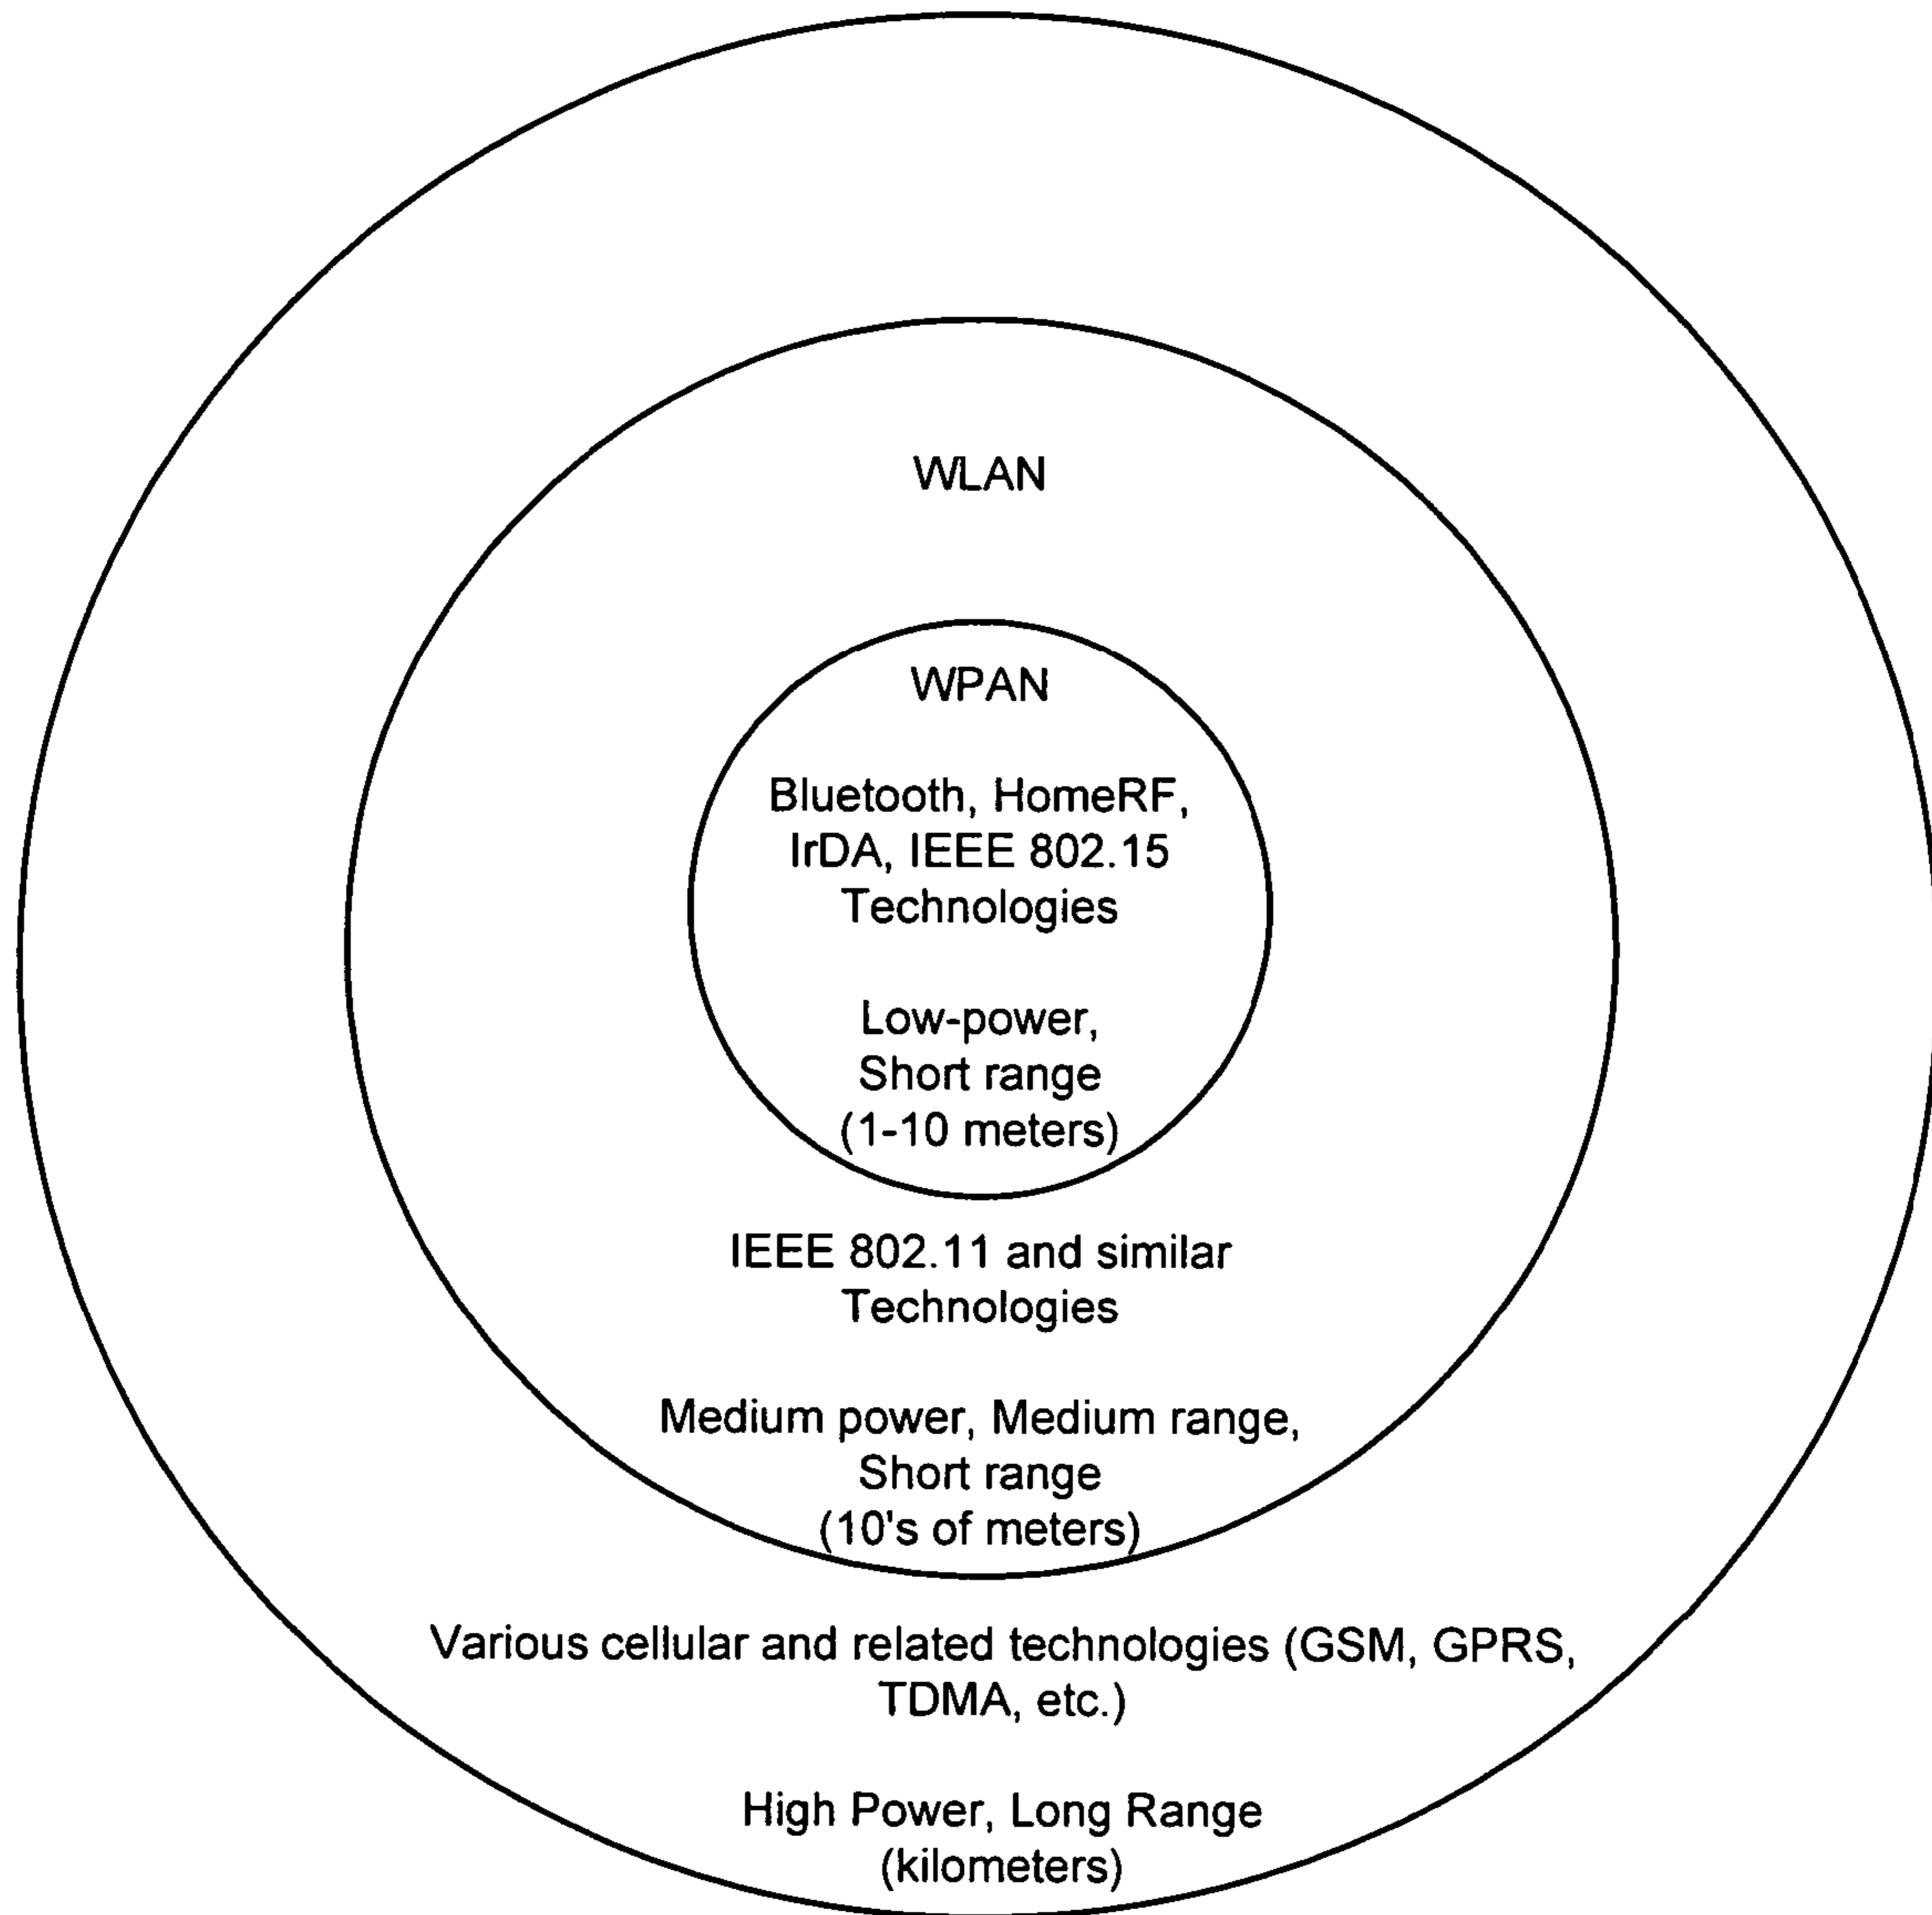 WLAN
WPAN
Bluetooth, HomeRF,
IrDA, IEEE 802.15
Technologies
Low-power,
Short range
(1-10 meters)
IEEE 802.11 and similar
Technologies
Medium power, Medium range,
Short range
(10's of meters)
Various cellular and related technologies (GSM, GPRS,
TDMA, etc.)
High Power, Long Range
(kilometers)